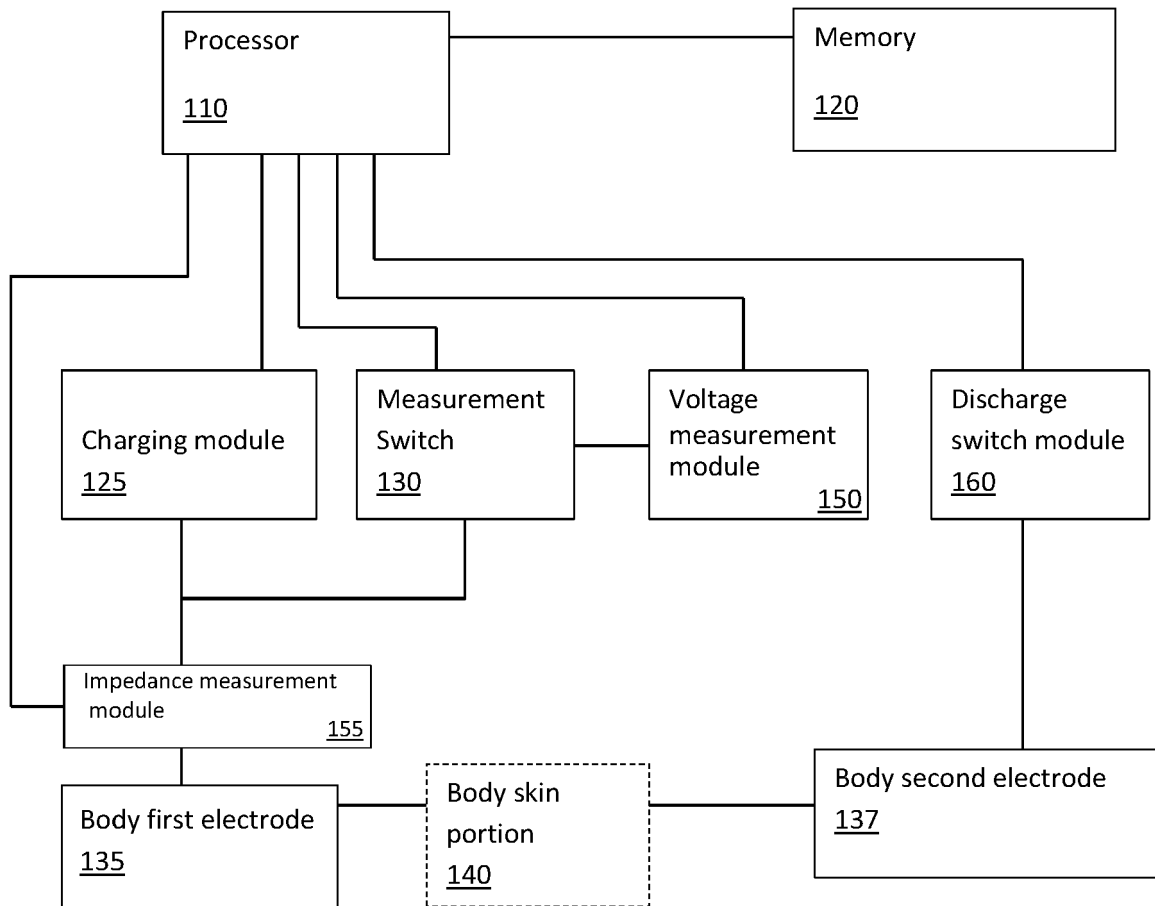 Processor
110
Memory
120
Charging module
125
Measurement
Switch
130
Voltage
measurement
module
150
Discharge
switch module
160
Impedance measurement
module
155
Body first electrode
135
Body skin
portion
140
Body second electrode
137